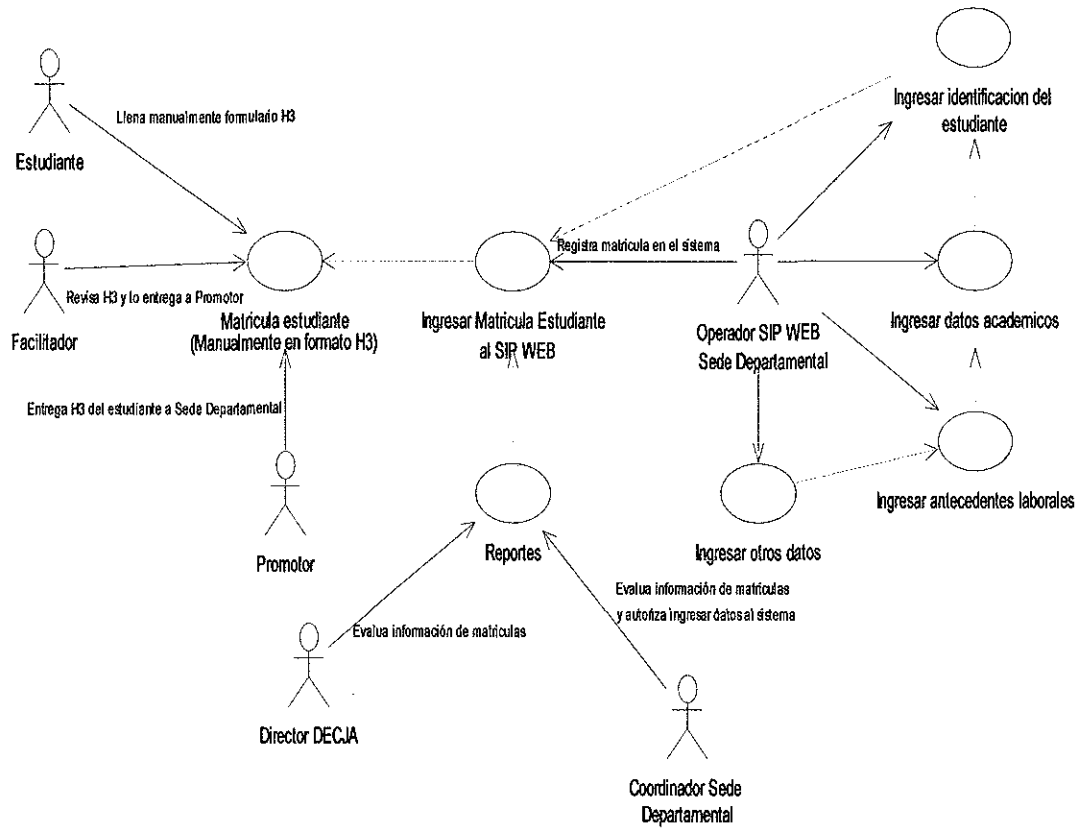 Ingresar identificacion del
estudiante
Llena manualmente formulario H3
Estudiante
Registra matricula en el sistema
Revisa H3 y lo entrega a Promotor
Facilitador
Matricula estudiante
(Manualmente en formato H3)
Ingresar Matricula Estudiante
al SIP WEB
Operador SIP WEB
Sede Departamental
Ingresar datos academicos
Entrega H3 del estudiante a Sede Departamental
Promotor
Reportes
Ingresar otros datos
Ingresar antecedentes laborales
Evalua información de matriculas
y autoriza ingresar datos al sistema
Evalua información de matriculas
Director DECJA
Coordinador Sede
Departamental